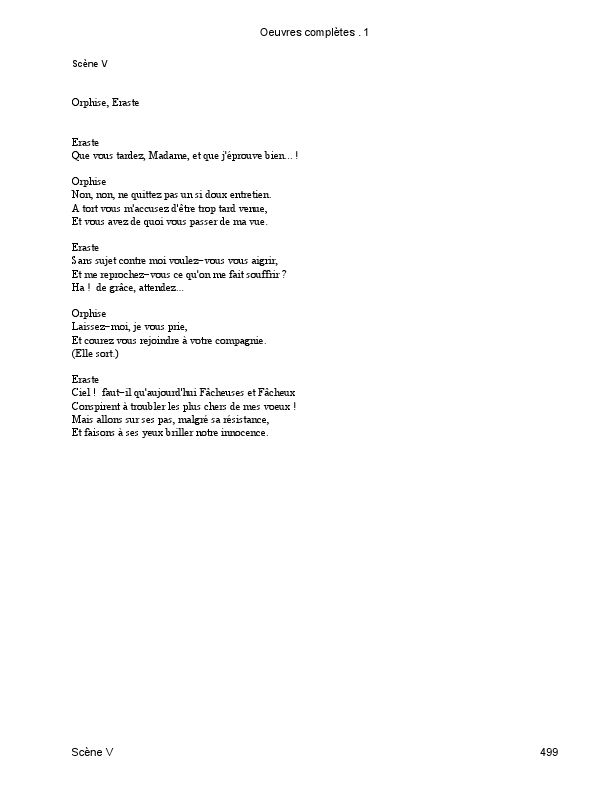 Oeuvres complètes . 1
Scène V
Orphise, Eraste
Eraste
Que vous tardez, Madame, et que j'éprouve bien... !
Orphise
Non, non, ne quittez pas un si doux entretien.
A tort vous m'accusez d'être trop tard venue,
Et vous avez de quoi vous passer de ma vue.
Eraste
Sans sujet contre moi voulez-vous vous aigrir,
Et me reprochez-vous ce qu'on me fait souffrir ?
Ha ! de grâce, attendez...
Orphise
Laissez-moi, je vous prie,
Et courez vous rejoindre à votre compagnie.
(Elle sort.)
Eraste
Ciel ! faut-il qu'aujourd'hui Fâcheuses et Fâcheux
Conspirent à troubler les plus chers de mes voeux !
Mais allons sur ses pas, malgré sa résistance,
Et faisons à ses yeux briller notre innocence.
Scène V
499